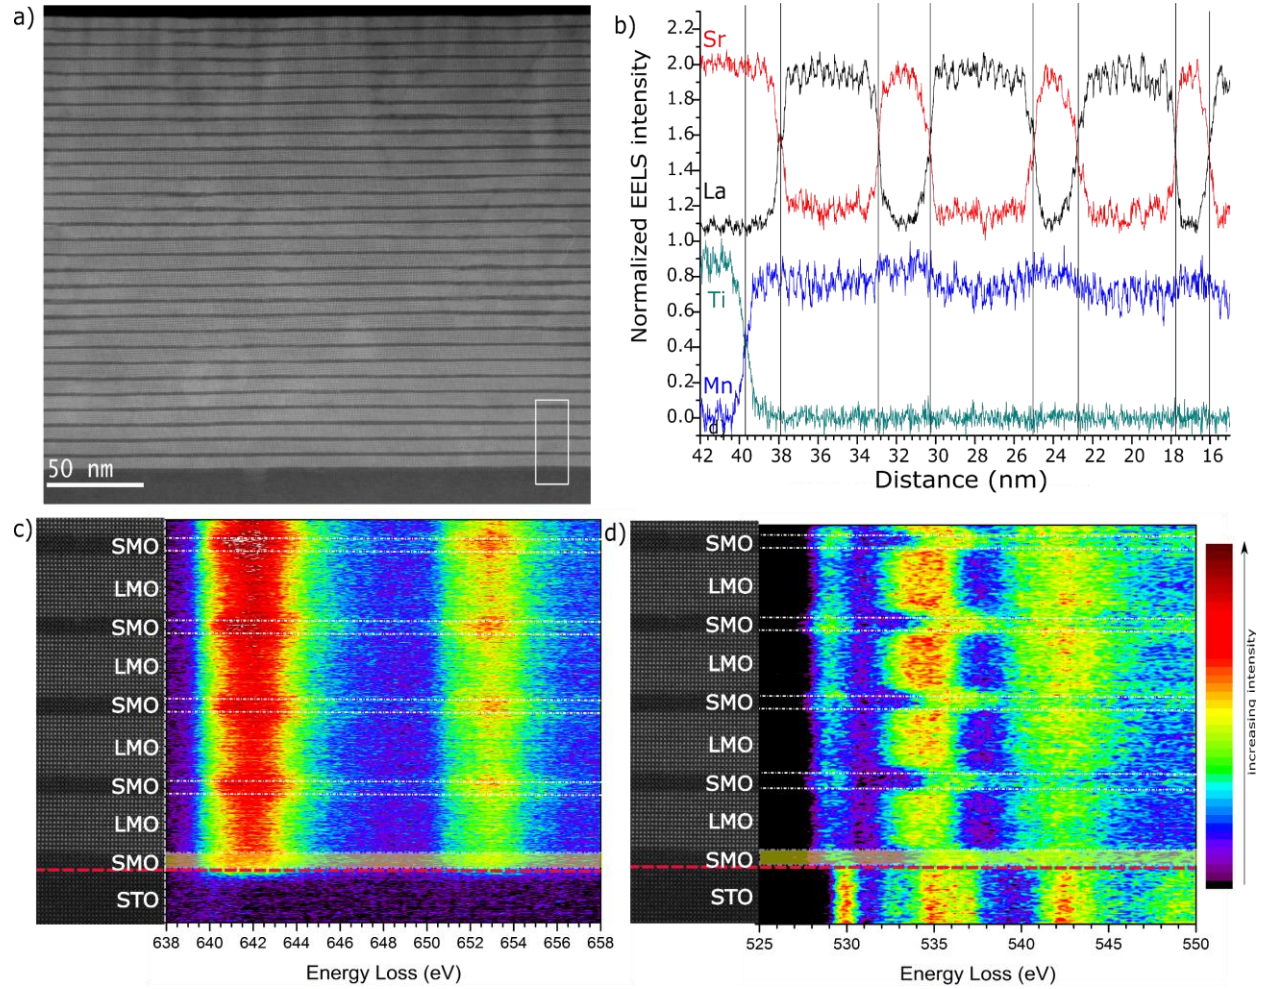 a)
50 nm
b)
Normalized EELS intensity
2.2
2.0
1.8
1.6
1.4
1.2
1.0
0.8
0.6
0.4
0.2
0.0
Sr
La
Ti
Mn
d
42 40 38 36 34 32 30 28 26 24 22 20 18 16
Distance (nm)
c)
SMO
LMO
SMO
LMO
SMO
LMO
SMO
LMO
SMO
STO
638 640 642 644 646 648 650 652 654 656 658
Energy Loss (eV)
d)
SMO
LMO
SMO
LMO
SMO
LMO
SMO
LMO
SMO
STO
525 530 535 540 545 550
Energy Loss (eV)
increasing intensity